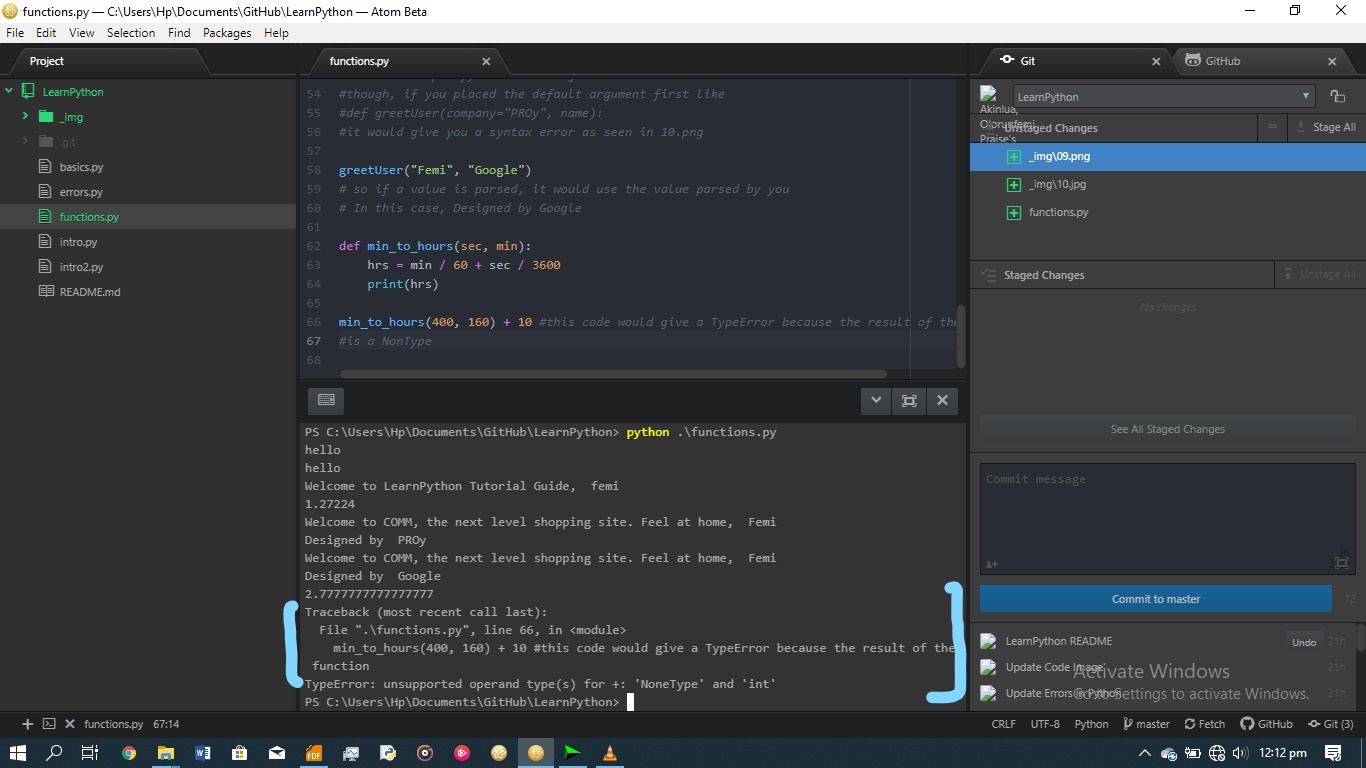 functions.py — C:\Users\Hp\Documents\GitHub\LearnPython — Atom Beta
File Edit View Selection Find Packages Help
Project
LearnPython
_img
.git
basics.py
errors.py
functions.py
intro.py
intro2.py
README.md
functions.py
54 #though, if you placed the default argument first like
55 #def greetUser(company="PROy", name):
56 #it would give you a syntax error as seen in 10.png
57
58 greetUser("Femi", "Google")
59 # so if a value is parsed, it would use the value parsed by you
60 # In this case, Designed by Google
61
62 def min_to_hours(sec, min):
63 hrs = min / 60 + sec / 3600
64 print(hrs)
65
66 min_to_hours(400, 160) + 10 #this code would give a TypeError because the result of the
67 #is a NonType
68
PS C:\Users\Hp\Documents\GitHub\LearnPython> python .\functions.py
hello
hello
Welcome to LearnPython Tutorial Guide,  femi
1.27224
Welcome to COMM, the next level shopping site. Feel at home,  Femi
Designed by  PROy
Welcome to COMM, the next level shopping site. Feel at home,  Femi
Designed by  Google
2.7777777777777777
Traceback (most recent call last):
File ".\functions.py", line 66, in <module>
min_to_hours(400, 160) + 10 #this code would give a TypeError because the result of the
function
TypeError: unsupported operand type(s) for +: 'NoneType' and 'int'
PS C:\Users\Hp\Documents\GitHub\LearnPython>
Git
GitHub
LearnPython
Akinlua,
Olorunfemi
Praise's
Unstaged Changes
Stage All
_img\09.png
_img\10.jpg
functions.py
Staged Changes
Unstage All
No changes
See All Staged Changes
Commit message
Commit to master
72
LearnPython README Undo 21h
Update Code Image 21h
Update Errors in Python 21h
Activate Windows
Go to Settings to activate Windows.
functions.py 67:14
CRLF UTF-8 Python master Fetch GitHub Git (3)
12:12 pm